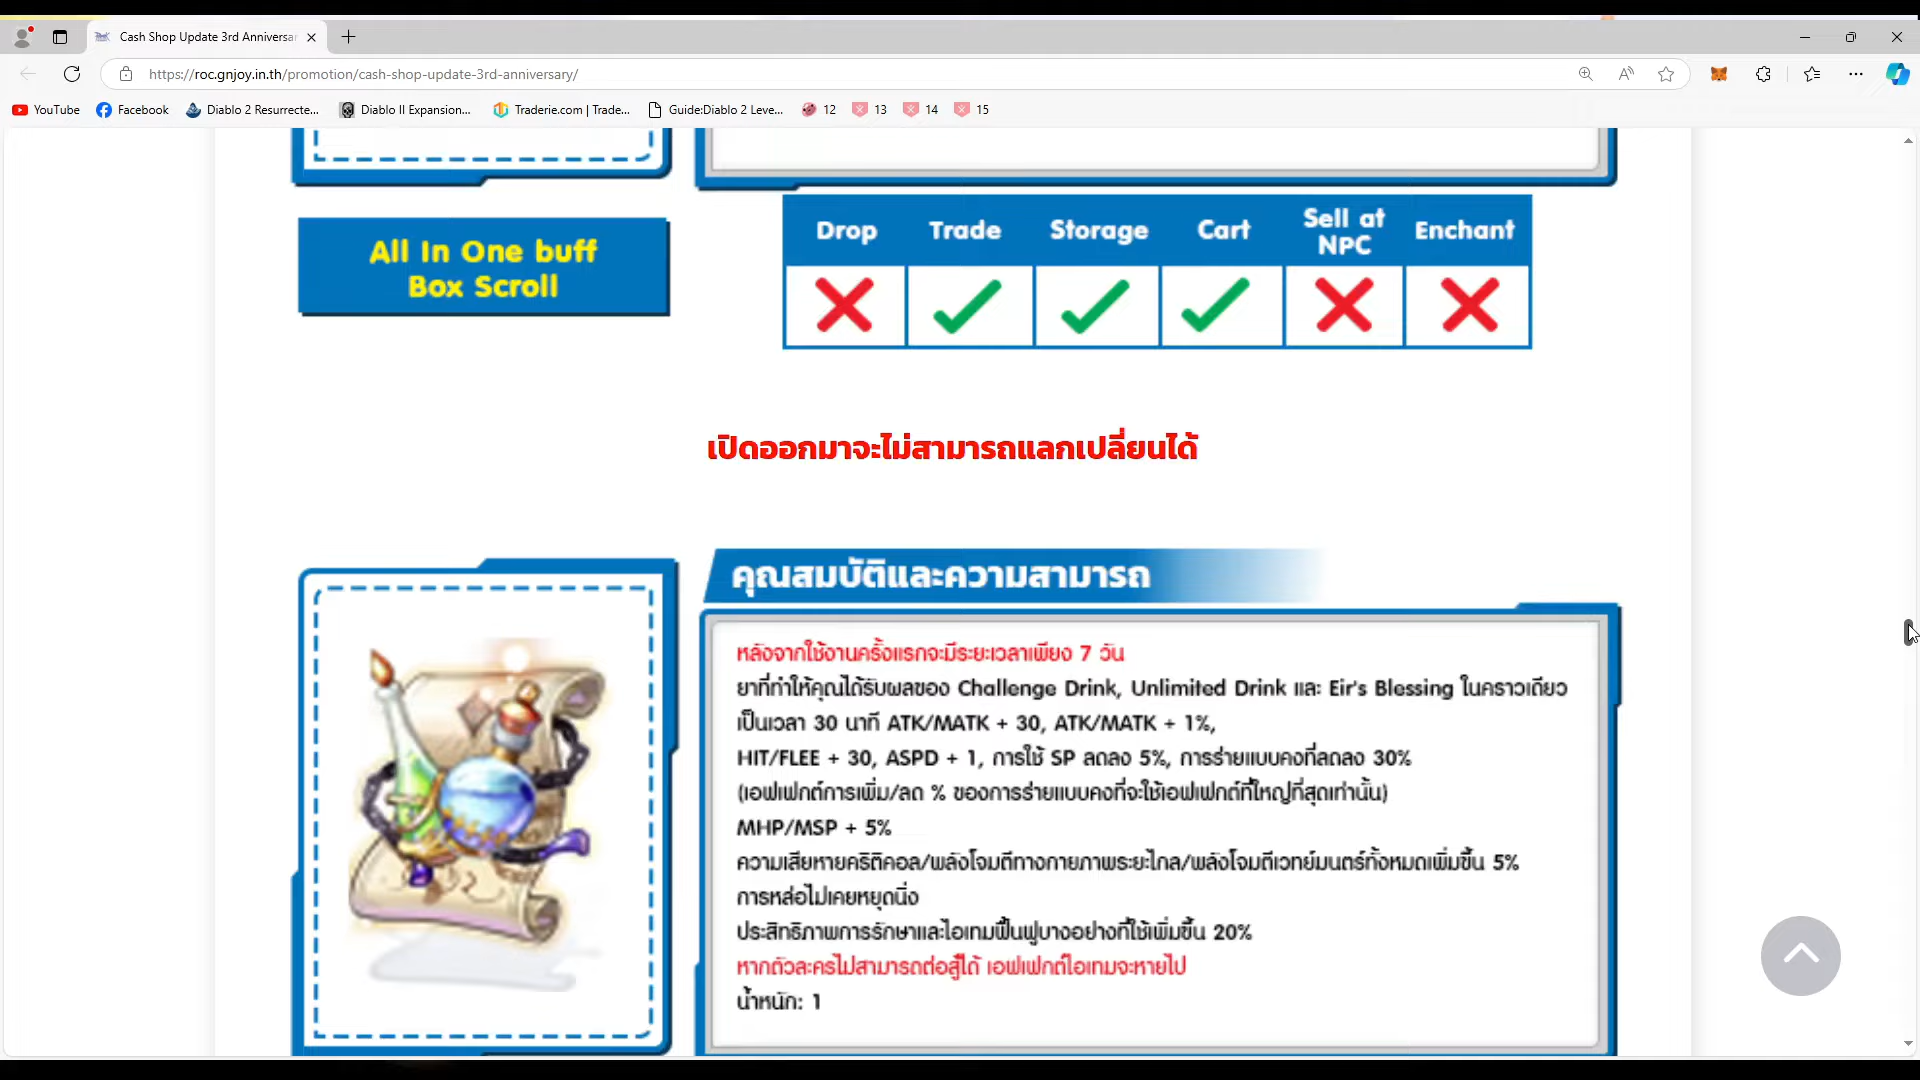 Cash Shop Update 3rd Anniversar
https://roc.gnjoy.in.th/promotion/cash-shop-update-3rd-anniversary/
YouTube Facebook Diablo 2 Resurrecte... Diablo II Expansion... Traderie.com | Trade... Guide:Diablo 2 Leve... 12 13 14 15
All In One buff
Box Scroll
Drop Trade Storage Cart Sell at NPC Enchant
เปิดออกมาจะไม่สามารถแลกเปลี่ยนได้
คุณสมบัติและความสามารถ
หลังจากใช้งานครั้งแรกจะมีระยะเวลาเพียง 7 วัน
ยาที่ทำให้คุณได้รับผลของ Challenge Drink, Unlimited Drink และ Eir's Blessing ในคราวเดียว
เป็นเวลา 30 นาที ATK/MATK + 30, ATK/MATK + 1%,
HIT/FLEE + 30, ASPD + 1, การใช้ SP ลดลง 5%, การร่ายแบบคงที่ลดลง 30%
(เอฟเฟกต์การเพิ่ม/ลด % ของการร่ายแบบคงที่จะใช้เอฟเฟกต์ที่ใหญ่ที่สุดเท่านั้น)
MHP/MSP + 5%
ความเสียหายคริติคอล/พลังโจมตีทางกายภาพระยะไกล/พลังโจมตีเวทย์มนตร์ทั้งหมดเพิ่มขึ้น 5%
การหล่อไม่เคยหยุดนิ่ง
ประสิทธิภาพการรักษาและไอเทมฟื้นฟูบางอย่างที่ใช้เพิ่มขึ้น 20%
หากตัวละครไม่สามารถต่อสู้ได้ เอฟเฟกต์ไอเทมจะหายไป
น้ำหนัก: 1